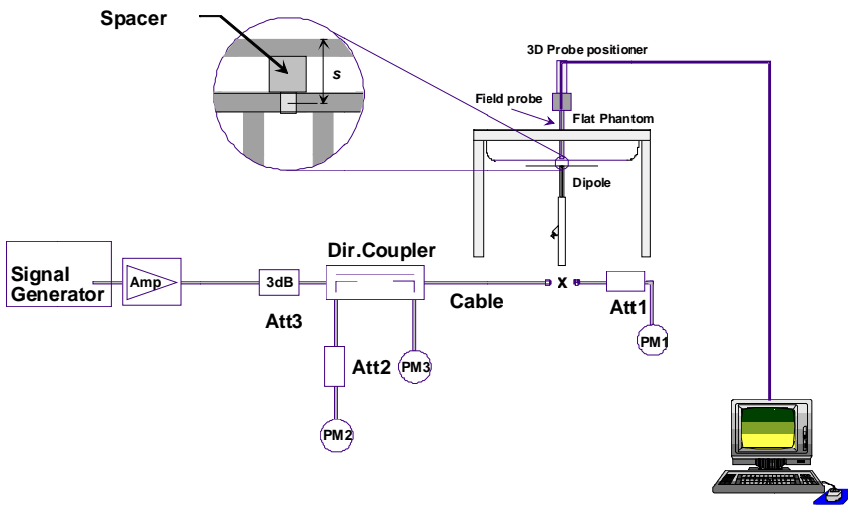 Spacer
s
3D Probe positioner
Field probe
Flat Phantom
Dipole
Dir.Coupler
Signal
Generator
Amp
3dB
Att3
Cable
x
Att1
PM1
Att2
PM3
PM2